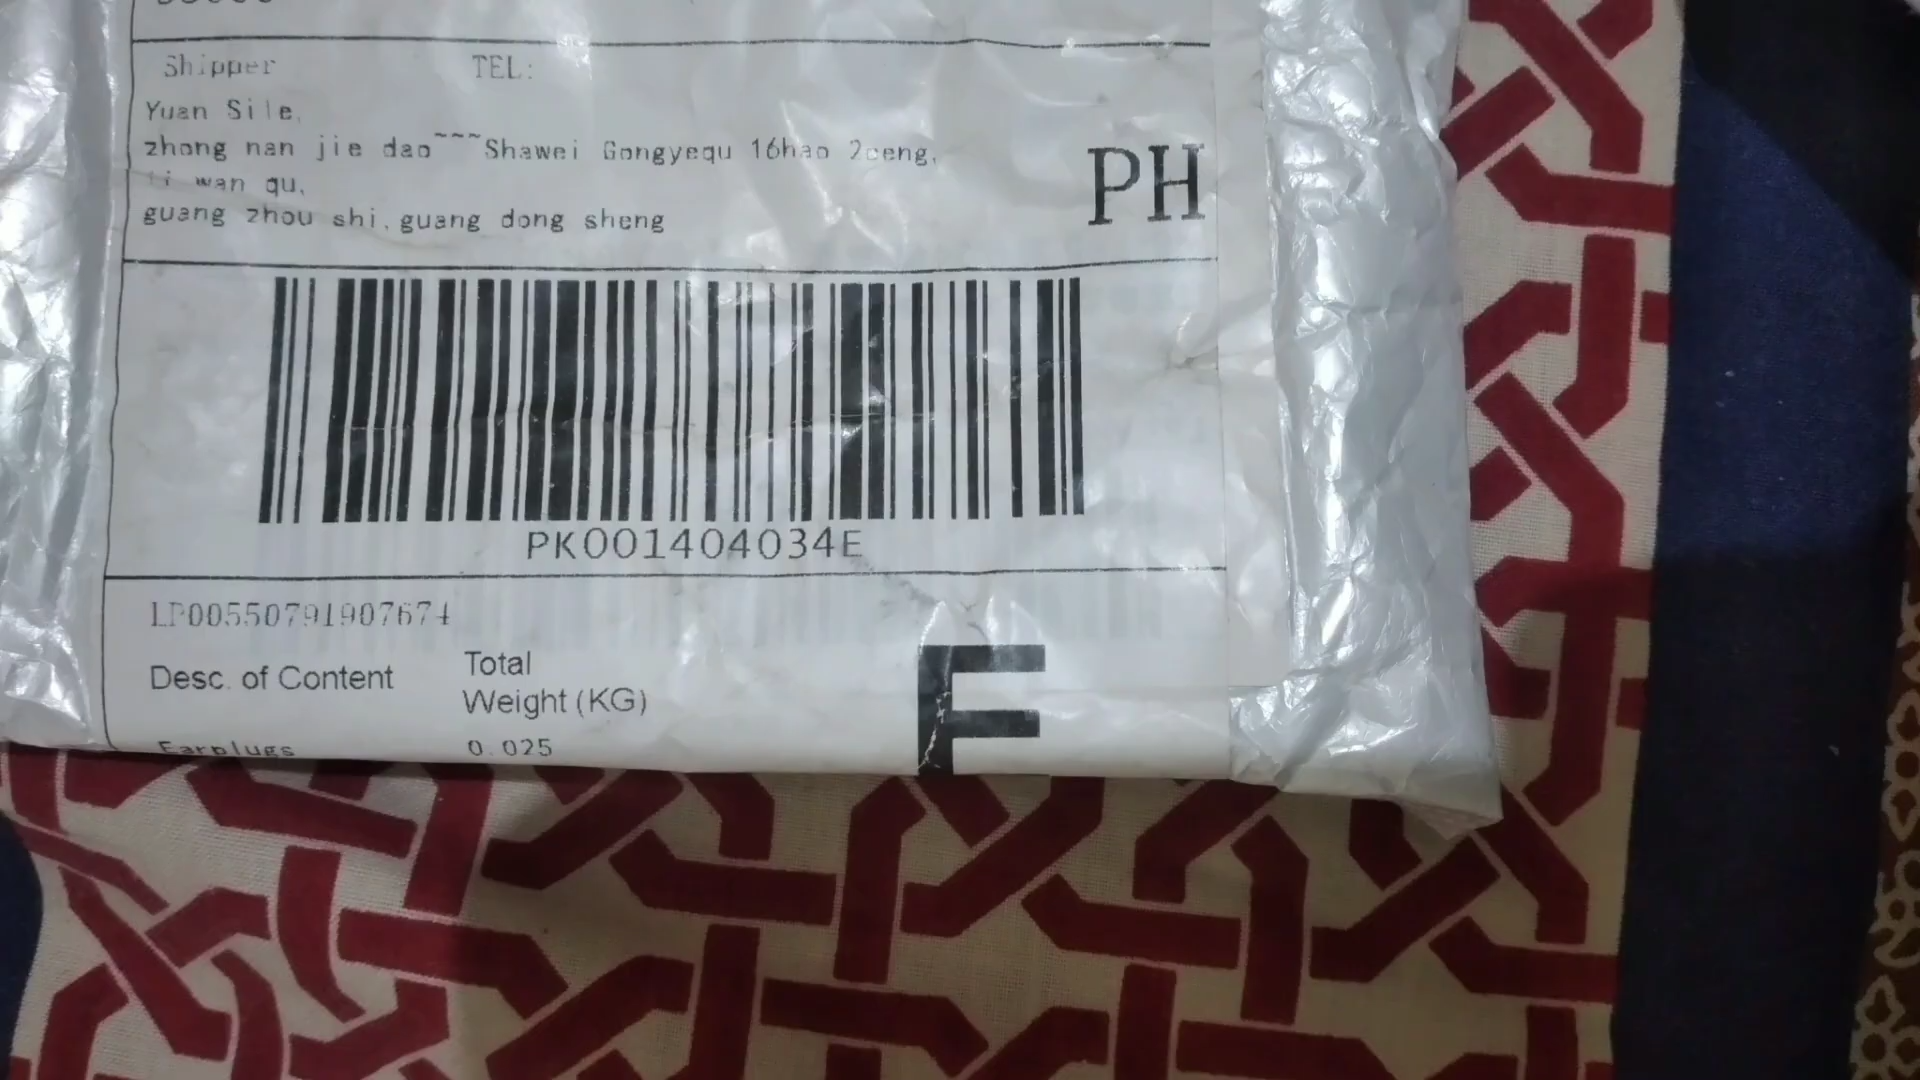 Shipper TEL:
Yuan Sile,
zhong nan jie dao~~~Shawei Gongyequ 16hao 2ceng,
wan qu,
guang zhou shi, guang dong sheng
PH
PK001404034E
LP00550791907674
Desc. of Content
Total
Weight (KG)
Earplugs 0.025
F